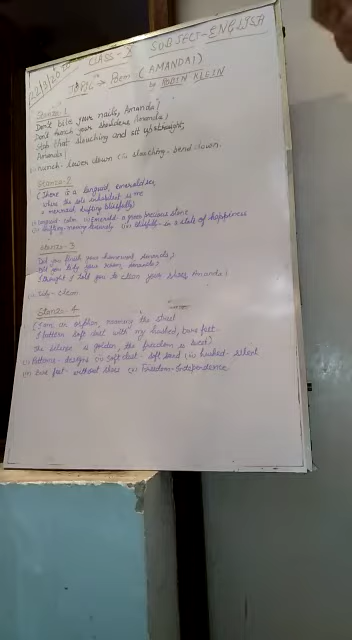 CLASS-X SUBJECT-ENGLISH
TOPIC → Poem (AMANDA!)
by ROBIN KLEIN
Stanza-1
Don't bite your nails, Amanda!
Don't hunch your shoulders Amanda!
Stop that slouching and sit up straight,
Amanda!
(i) hunch-lower down (ii) slouching-bend down.
Stanza-2
(There is a languid, emerald sea,
where the sole inhabitant is me
a mermaid, drifting blissfully)
(i) languid-calm (ii) Emerald-a green precious stone
(iii) drifting-moving leisurely (iv) blissfully-in a state of happiness
Stanza-3
Did you finish your homework, Amanda?
Did you tidy your room, Amanda?
I thought I told you to clean your shoes, Amanda!
(i) tidy-clean
Stanza-4
(I am an orphan, roaming the street
I pattern soft dust with my hushed, bare feet
The silence is golden, the freedom is sweet)
(i) Patterns-designs (ii) Soft dust-soft sand (iii) hushed-silent
(iv) bare feet-without shoes (v) Freedom-Independence